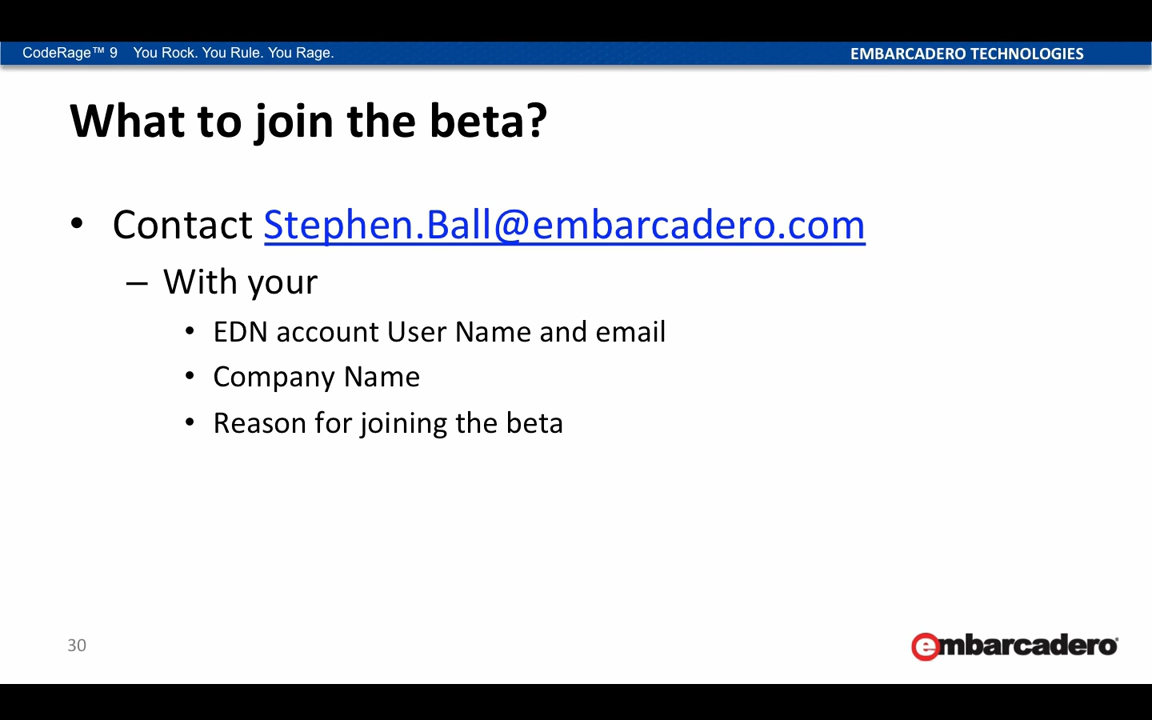 CodeRage™ 9 You Rock. You Rule. You Rage.
EMBARCADERO TECHNOLOGIES
What to join the beta?
• Contact Stephen.Ball@embarcadero.com
– With your
• EDN account User Name and email
• Company Name
• Reason for joining the beta
30
embarcadero®